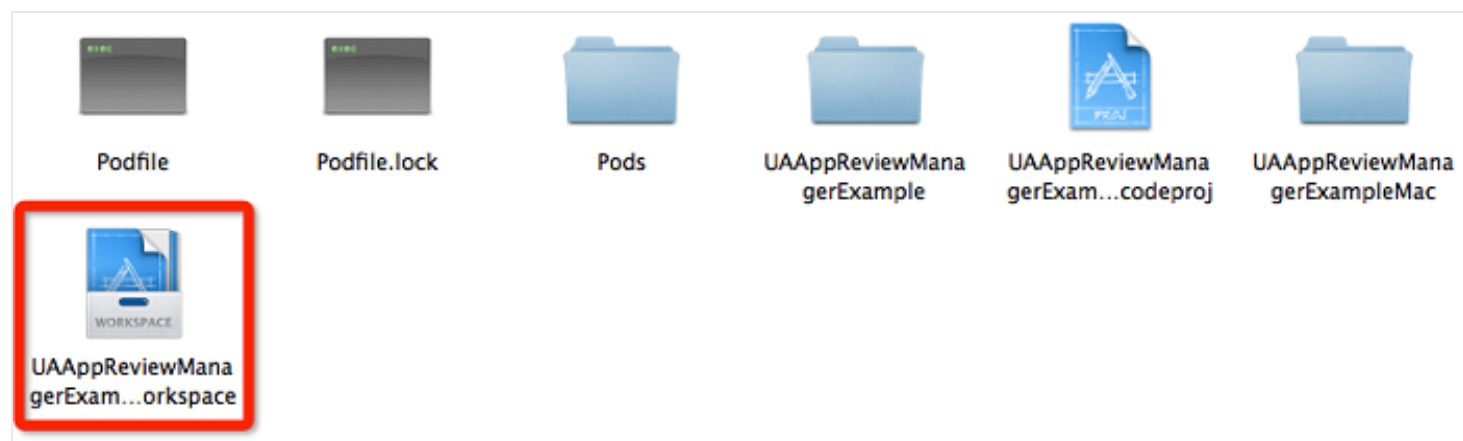 exec
exec
PROJ
Podfile
Podfile.lock
Pods
UAAppReviewMana
gerExample
UAAppReviewMana
gerExam...codeproj
UAAppReviewMana
gerExampleMac
WORKSPACE
UAAppReviewMana
gerExam...orkspace